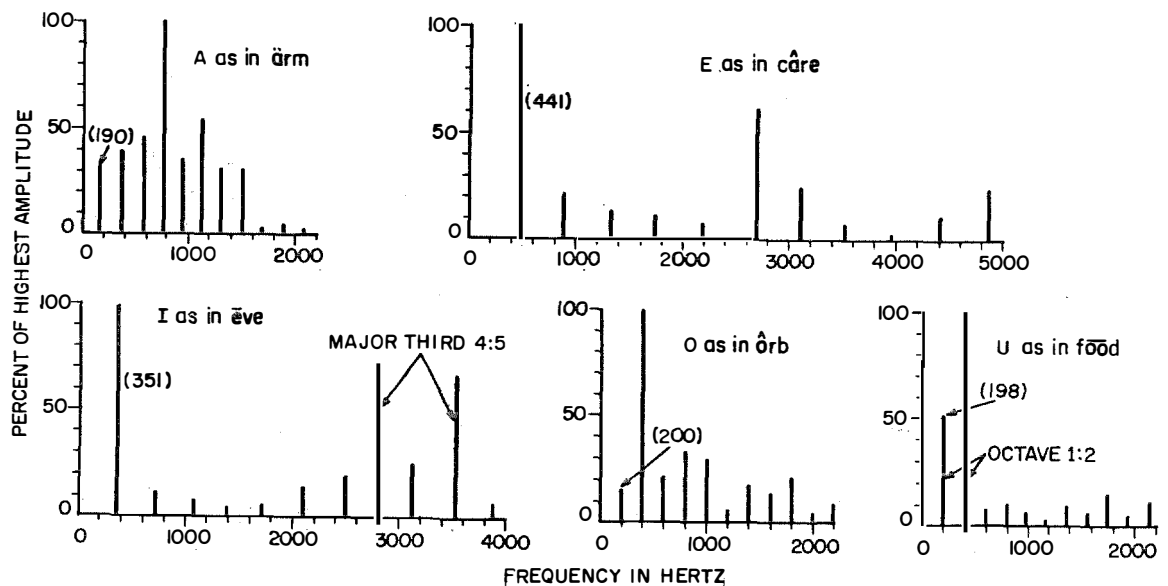 PERCENT OF HIGHEST AMPLITUDE
100
50
0
A as in ärm
(190)
0 1000 2000
100
50
0
E as in câre
(441)
0 1000 2000 3000 4000 5000
100
50
0
I as in ēve
(351)
MAJOR THIRD 4:5
0 1000 2000 3000 4000
100
50
0
O as in ôrb
(200)
0 1000 2000
100
50
0
U as in fo͞od
(198)
OCTAVE 1:2
0 1000 2000
FREQUENCY IN HERTZ